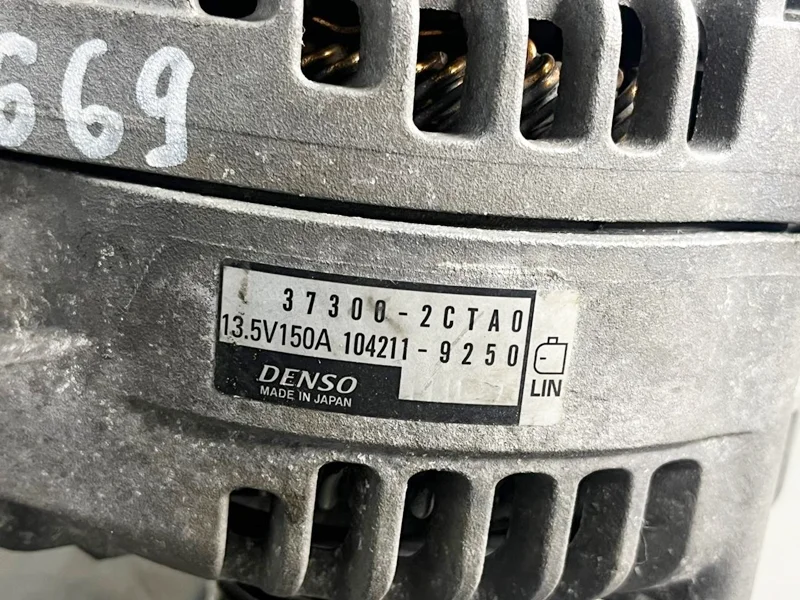 669
37300-2CTA0
13.5V150A 104211-9250
DENSO
MADE IN JAPAN
LIN